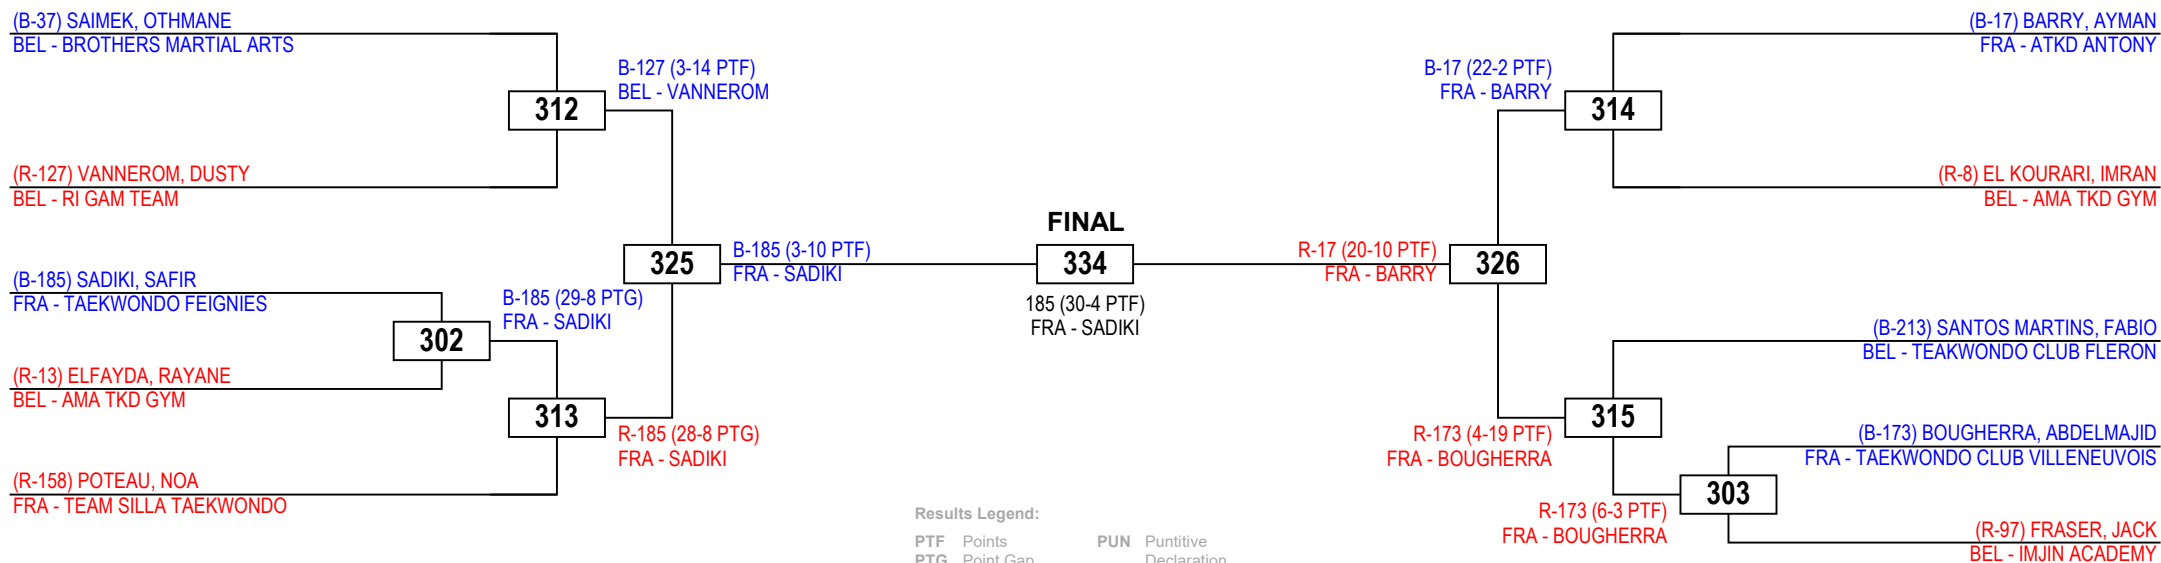 (B-37) SAIMEK, OTHMANE
BEL - BROTHERS MARTIAL ARTS
B-127 (3-14 PTF)
BEL - VANNEROM
312
(R-127) VANNEROM, DUSTY
BEL - RI GAM TEAM
325
B-185 (3-10 PTF)
FRA - SADIKI
(B-185) SADIKI, SAFIR
FRA - TAEKWONDO FEIGNIES
B-185 (29-8 PTG)
FRA - SADIKI
302
(R-13) ELFAYDA, RAYANE
BEL - AMA TKD GYM
313
R-185 (28-8 PTG)
FRA - SADIKI
(R-158) POTEAU, NOA
FRA - TEAM SILLA TAEKWONDO
FINAL
334
185 (30-4 PTF)
FRA - SADIKI
(B-17) BARRY, AYMAN
FRA - ATKD ANTONY
B-17 (22-2 PTF)
FRA - BARRY
314
(R-8) EL KOURARI, IMRAN
BEL - AMA TKD GYM
R-17 (20-10 PTF)
FRA - BARRY
326
(B-213) SANTOS MARTINS, FABIO
BEL - TEAKWONDO CLUB FLERON
315
R-173 (4-19 PTF)
FRA - BOUGHERRA
(B-173) BOUGHERRA, ABDELMAJID
FRA - TAEKWONDO CLUB VILLENEUVOIS
303
R-173 (6-3 PTF)
FRA - BOUGHERRA
(R-97) FRASER, JACK
BEL - IMJIN ACADEMY
Results Legend:
PTF Points PUN Puntitive
PTG Point Gap Declaration